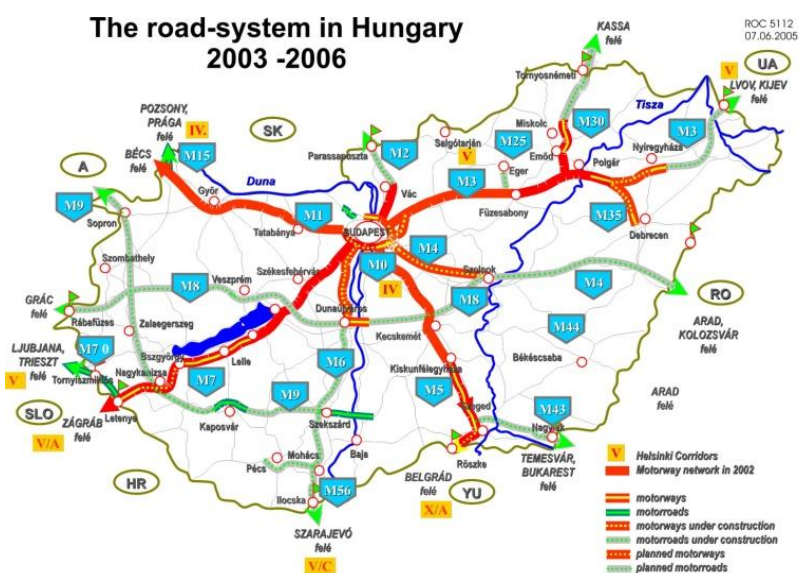 The road-system in Hungary
2003 -2006
ROC 5112
07.06.2005
KASSA
felé
UA
V
LVOV, KIJEV
felé
Tornyosnémeti
POZSONY,
PRÁGA
felé
IV.
SK
M15
BÉCS
felé
A
M9
Sopron
Duna
Győr
M1
Tatabánya
Parassapuszta
M2
Vác
Salgótarján
V
M3
M25
Eger
Miskolc
Emőd
M30
Tisza
Polgár
Nyíregyháza
M3
Füzesabony
M35
Debrecen
BUDAPEST
M0
IV
M4
Szolnok
M4
RO
ARAD,
KOLOZSVÁR
felé
Szombathely
Székesfehérvár
Veszprém
M8
GRÁC
felé
Rábafüzes
Zalaegerszeg
Dunaújváros
M8
Kecskemét
M44
Békéscsaba
LJUBJANA,
TRIESZT
felé
M7 0
V
Tornyiszmiklós
Nagykanizsa
Bszgyörgy
Lelle
M7
M6
Kiskunfélegyháza
M5
ARAD
felé
SLO
Letenye
ZÁGRÁB
felé
V/A
M9
Kaposvár
Szekszárd
Szeged
M43
Nagylak
HR
Pécs
Mohács
Baja
Röszke
Ilocska
M56
BELGRÁD
felé
X/A
YU
TEMESVÁR,
BUKAREST
felé
SZARAJEVÓ
felé
V/C
V Helsinki Corridors
Motorway network in 2002
motorways
motorroads
motorways under construction
motorroads under construction
planned motorways
planned motorroads